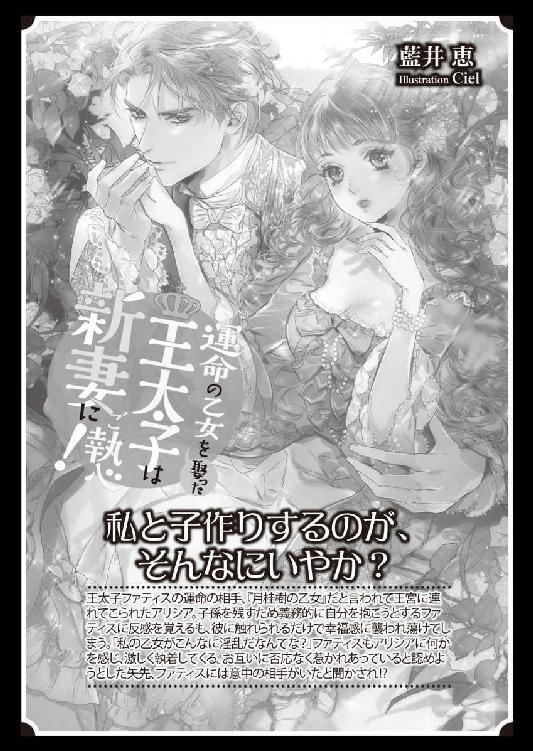 藍井 恵
Illustration Ciel
運命の乙女を娶った
王太子は
新妻にご執心!
私と子作りするのが、
そんなにいやか?
王太子ファティスの運命の相手、『月桂樹の乙女』だと言われて王宮に連
れてこられたアリシア。子孫を残すため義務的に自分を抱こうとするファ
ティスに反感を覚えるも、彼に触れられるだけで幸福感に襲われ蕩けてし
まう。「私の乙女がこんなに淫乱だなんてな?」ファティスもアリシアに何か
を感じ、激しく執着してくる。お互いに否応なく惹かれあっていると認めよ
うとした矢先、ファティスには意中の相手がいたと聞かされ!?